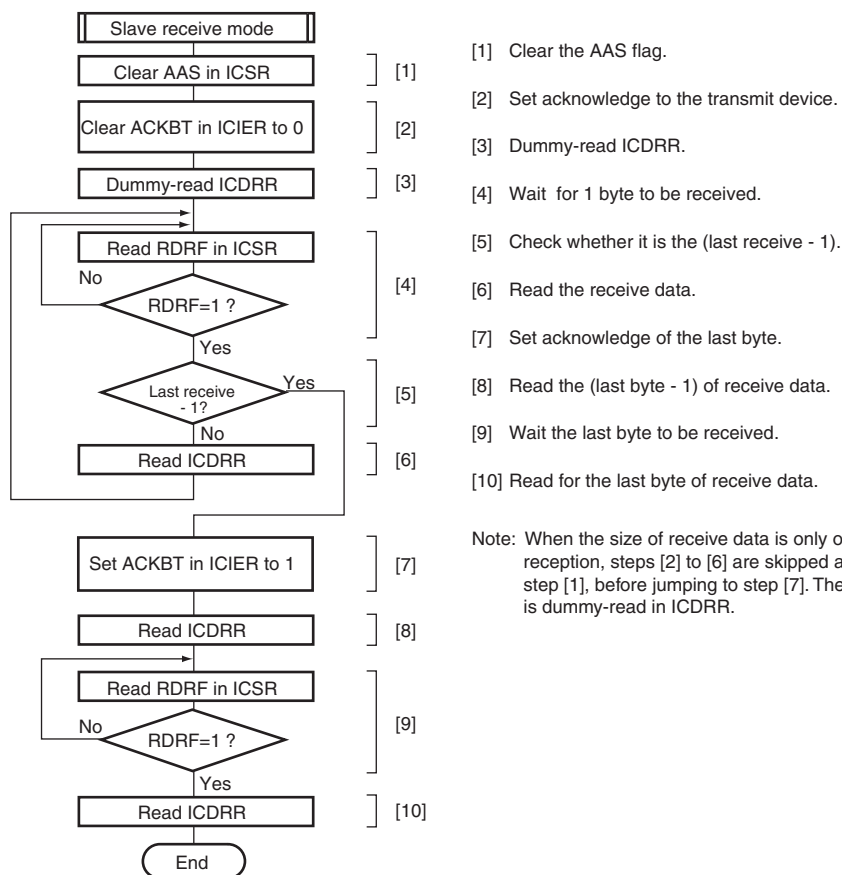 Slave receive mode
Clear AAS in ICSR
[1]
Clear ACKBT in ICIER to 0
[2]
Dummy-read ICDRR
[3]
Read RDRF in ICSR
No
RDRF=1 ?
[4]
Yes
Last receive
- 1?
Yes
[5]
No
Read ICDRR
[6]
Set ACKBT in ICIER to 1
[7]
Read ICDRR
[8]
Read RDRF in ICSR
No
RDRF=1 ?
[9]
Yes
Read ICDRR
[10]
End
[1] Clear the AAS flag.
[2] Set acknowledge to the transmit device.
[3] Dummy-read ICDRR.
[4] Wait for 1 byte to be received.
[5] Check whether it is the (last receive - 1).
[6] Read the receive data.
[7] Set acknowledge of the last byte.
[8] Read the (last byte - 1) of receive data.
[9] Wait the last byte to be received.
[10] Read for the last byte of receive data.
Note: When the size of receive data is only
reception, steps [2] to [6] are skipped
step [1], before jumping to step [7]. The
is dummy-read in ICDRR.